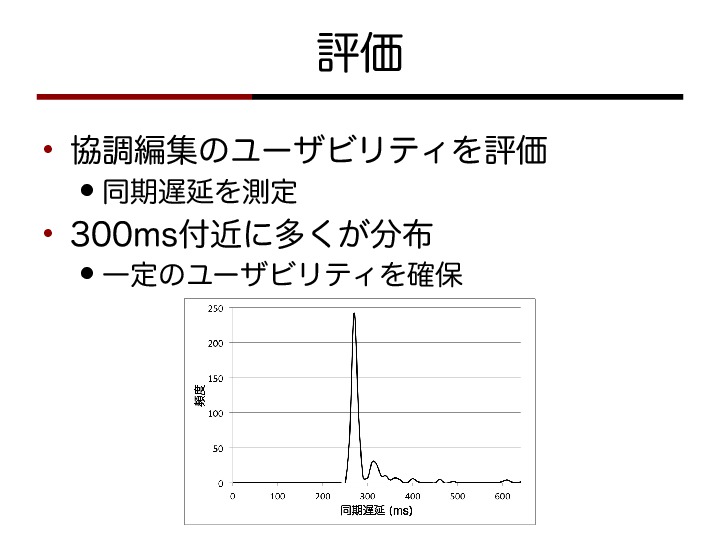 評価
協調編集のユーザビリティを評価
同期遅延を測定
300ms付近に多くが分布
一定のユーザビリティを確保
250
200
150
100
50
0
頻度
0 100 200 300 400 500 600
同期遅延 (ms)